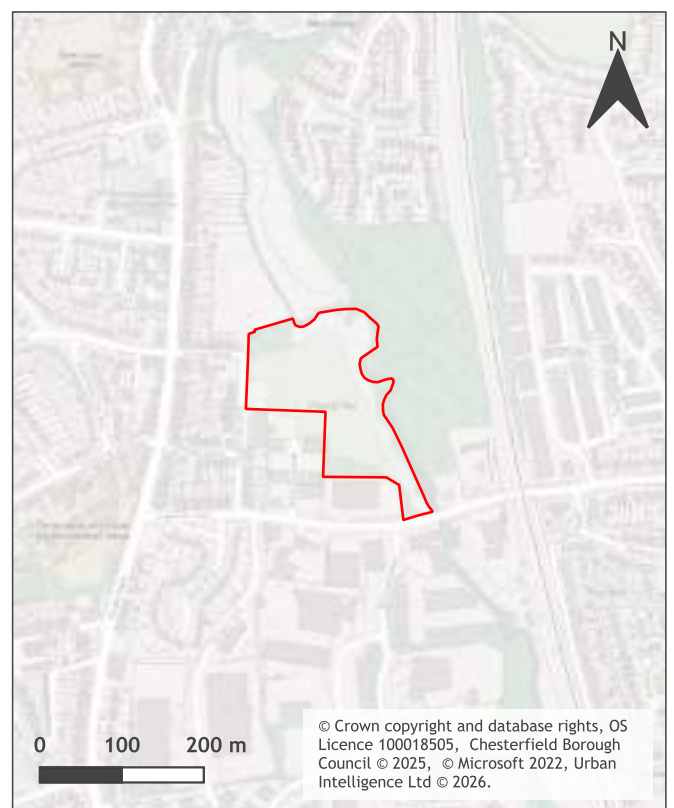 N
0 100 200 m
© Crown copyright and database rights, OS
Licence 100018505, Chesterfield Borough
Council © 2025, © Microsoft 2022, Urban
Intelligence Ltd © 2026.